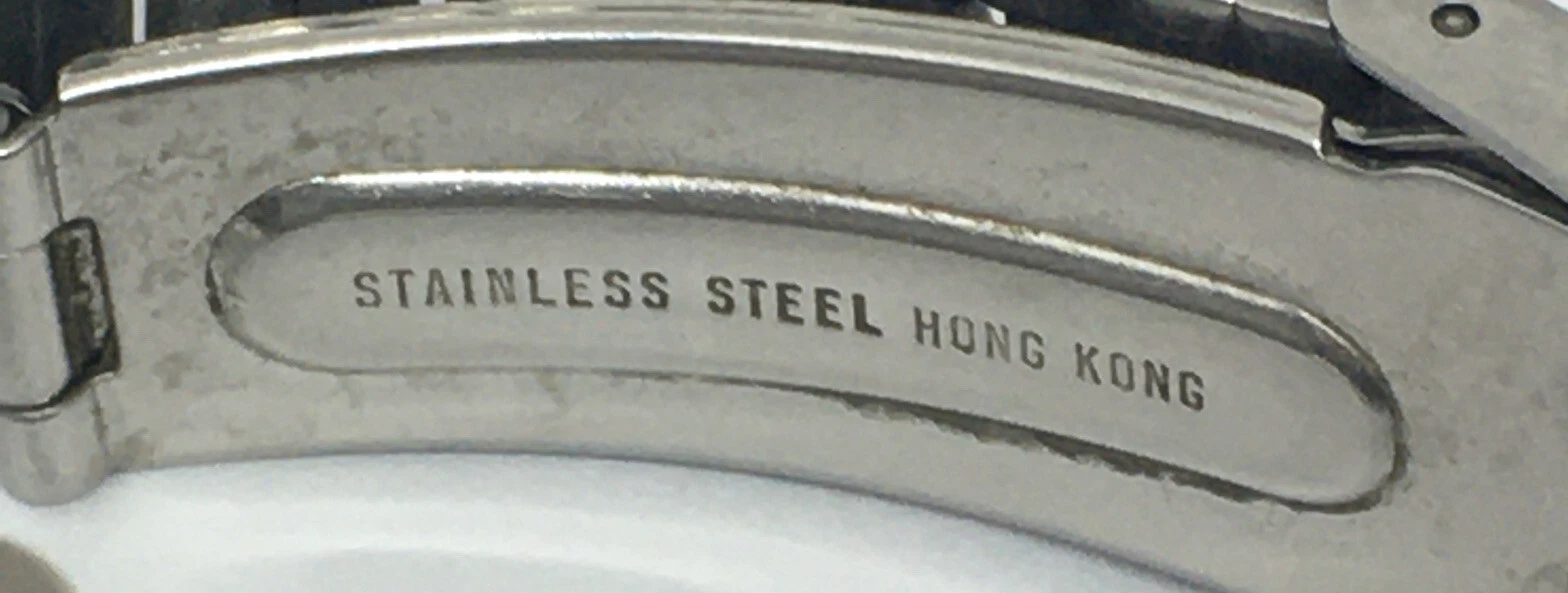 STAINLESS STEEL HONG KONG